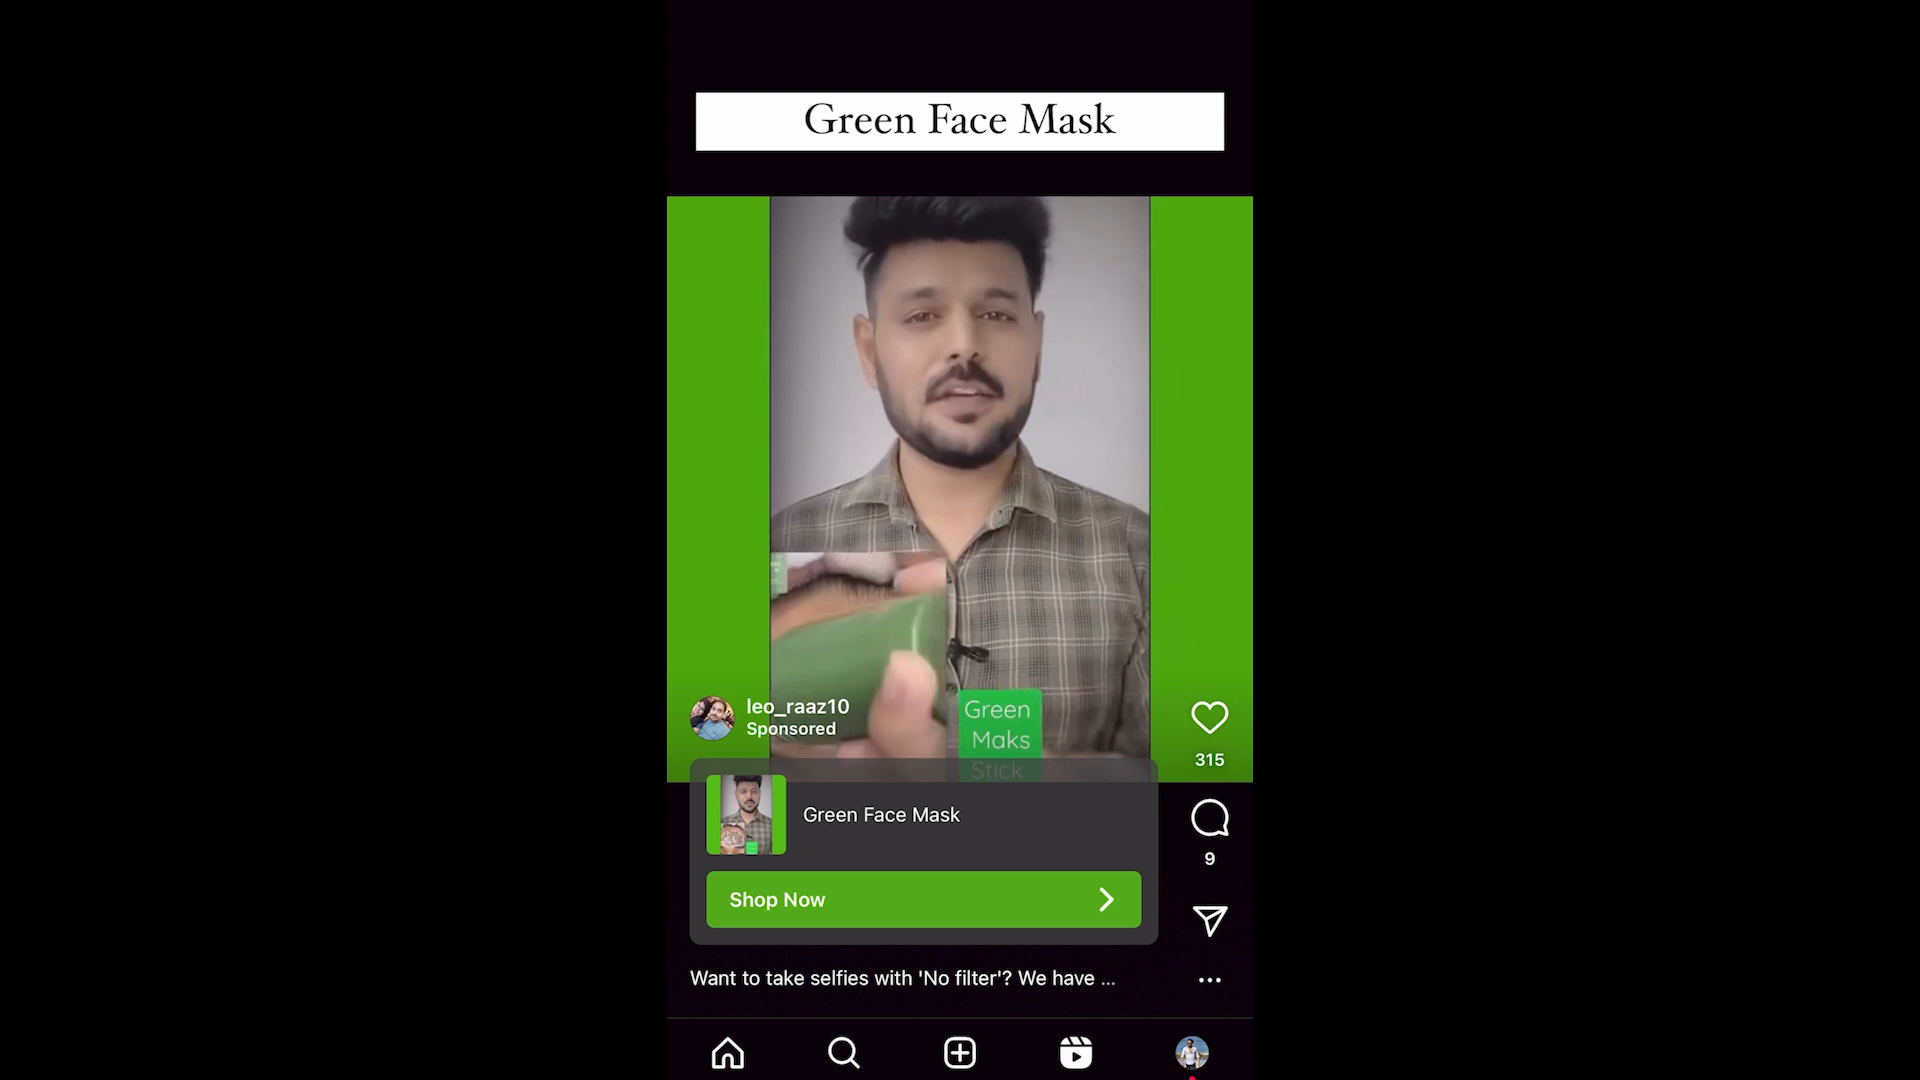 Green Face Mask
leo_raaz10
Sponsored
Green
Maks
Stick
315
Green Face Mask
9
Shop Now
Want to take selfies with 'No filter'? We have ...